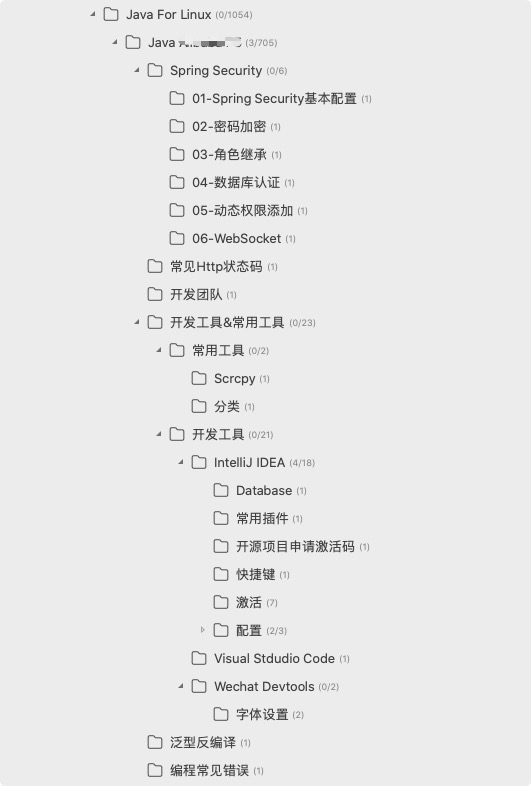 Java For Linux (0/1054)
Java (3/705)
Spring Security (0/6)
01-Spring Security基本配置 (1)
02-密码加密 (1)
03-角色继承 (1)
04-数据库认证 (1)
05-动态权限添加 (1)
06-WebSocket (1)
常见Http状态码 (1)
开发团队 (1)
开发工具&常用工具 (0/23)
常用工具 (0/2)
Scrcpy (1)
分类 (1)
开发工具 (0/21)
IntelliJ IDEA (4/18)
Database (1)
常用插件 (1)
开源项目申请激活码 (1)
快捷键 (1)
激活 (7)
配置 (2/3)
Visual Stdudio Code (1)
Wechat Devtools (0/2)
字体设置 (2)
泛型反编译 (1)
编程常见错误 (1)